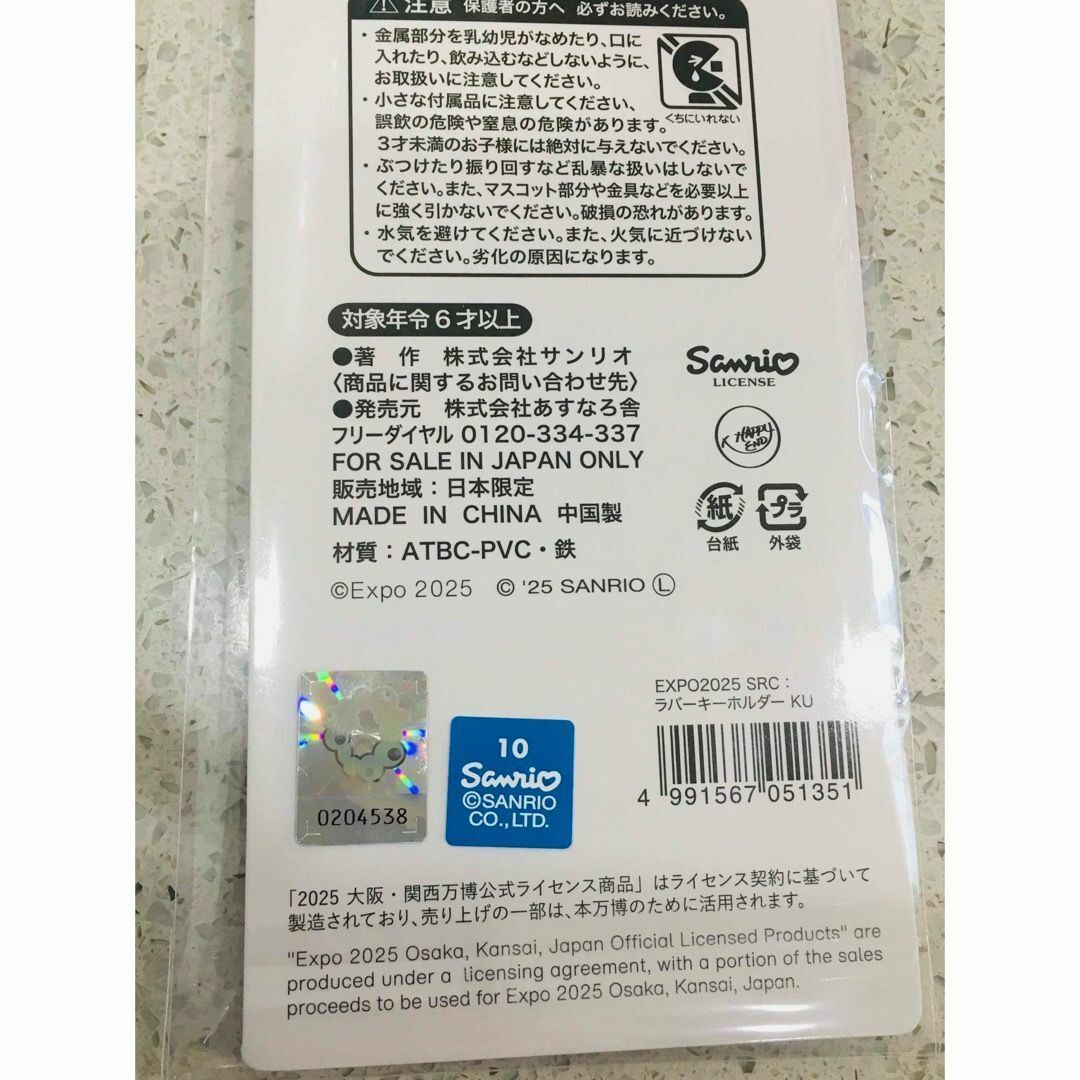 ⚠ 注意 保護者の方へ 必ずお読みください。
・金属部分を乳幼児がなめたり、口に
入れたり、飲み込むなどしないように、
お取扱いに注意してください。
・小さな付属品に注意してください、
誤飲の危険や窒息の危険があります。
くちにいれない
3才未満のお子様には絶対に与えないでください。
・ぶつけたり振り回すなど乱暴な扱いはしないで
ください。また、マスコット部分や金具などを必要以上
に強く引かないでください。破損の恐れがあります。
・水気を避けてください。また、火気に近づけない
でください。劣化の原因になります。
対象年令6才以上
●著 作 株式会社サンリオ
〈商品に関するお問い合わせ先〉
●発売元 株式会社あすなろ舎
フリーダイヤル 0120-334-337
FOR SALE IN JAPAN ONLY
販売地域：日本限定
MADE IN CHINA 中国製
材質：ATBC-PVC・鉄
©Expo 2025 © '25 SANRIO Ⓛ
Sanrio
LICENSE
HAPPY
END
紙
台紙
プラ
外袋
0204538
10
Sanrio
©SANRIO
CO.,LTD.
EXPO2025 SRC：
ラバーキーホルダー KU
4 991567 051351
「2025 大阪・関西万博公式ライセンス商品」はライセンス契約に基づいて
製造されており、売り上げの一部は、本万博のために活用されます。
"Expo 2025 Osaka, Kansai, Japan Official Licensed Products" are
produced under a licensing agreement, with a portion of the sales
proceeds to be used for Expo 2025 Osaka, Kansai, Japan.